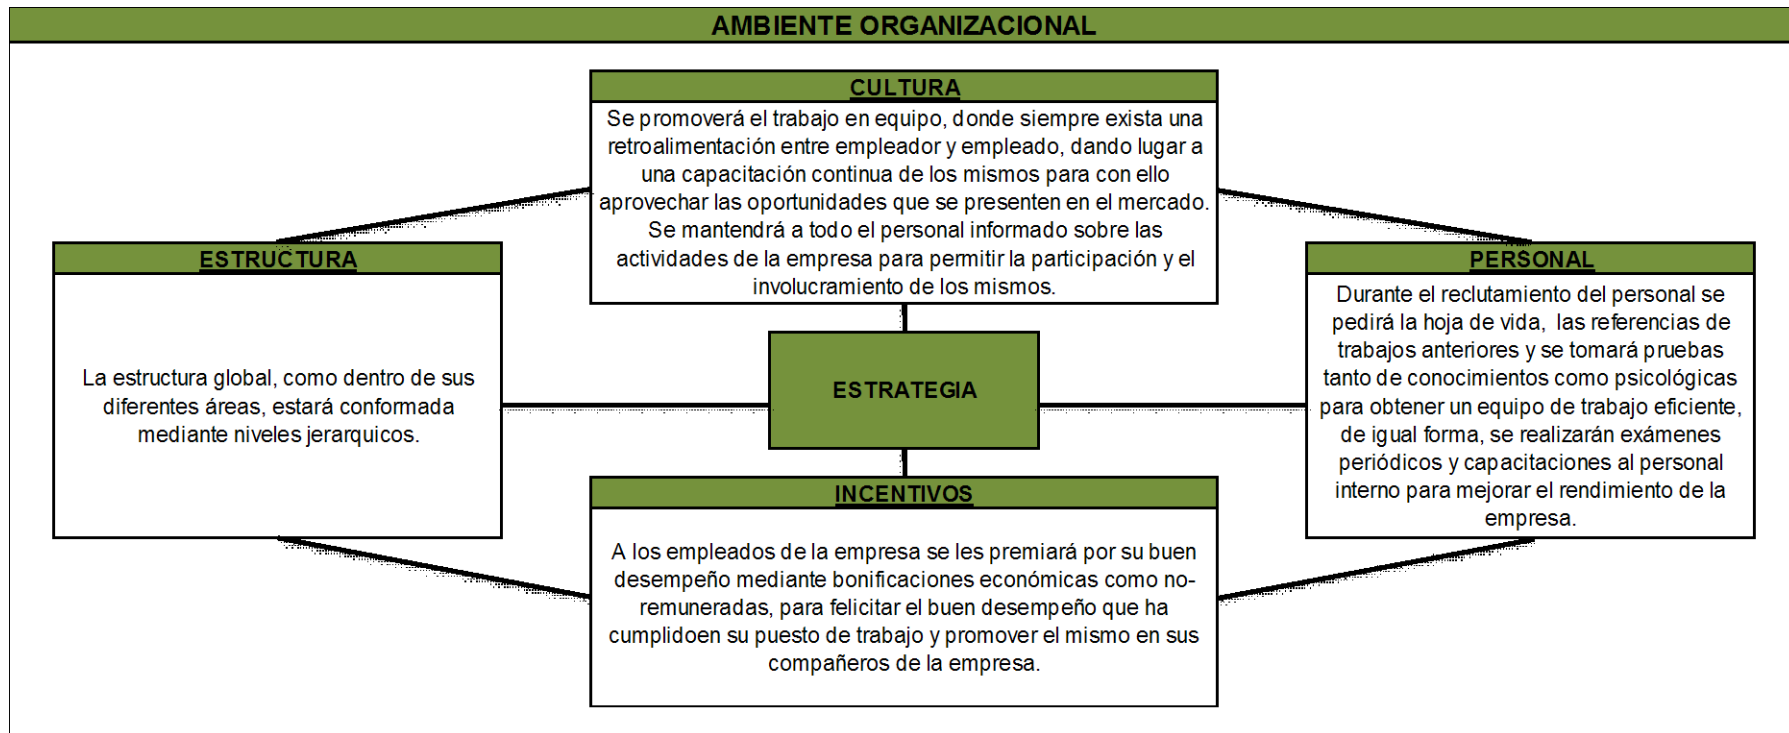 AMBIENTE ORGANIZACIONAL
CULTURA
Se promoverá el trabajo en equipo, donde siempre exista una
retroalimentación entre empleador y empleado, dando lugar a
una capacitación continua de los mismos para con ello
aprovechar las oportunidades que se presenten en el mercado.
Se mantendrá a todo el personal informado sobre las
actividades de la empresa para permitir la participación y el
involucramiento de los mismos.
ESTRUCTURA
La estructura global, como dentro de sus
diferentes áreas, estará conformada
mediante niveles jerarquicos.
ESTRATEGIA
PERSONAL
Durante el reclutamiento del personal se
pedirá la hoja de vida, las referencias de
trabajos anteriores y se tomará pruebas
tanto de conocimientos como psicológicas
para obtener un equipo de trabajo eficiente,
de igual forma, se realizarán exámenes
periódicos y capacitaciones al personal
interno para mejorar el rendimiento de la
empresa.
INCENTIVOS
A los empleados de la empresa se les premiará por su buen
desempeño mediante bonificaciones económicas como no-
remuneradas, para felicitar el buen desempeño que ha
cumplidoen su puesto de trabajo y promover el mismo en sus
compañeros de la empresa.